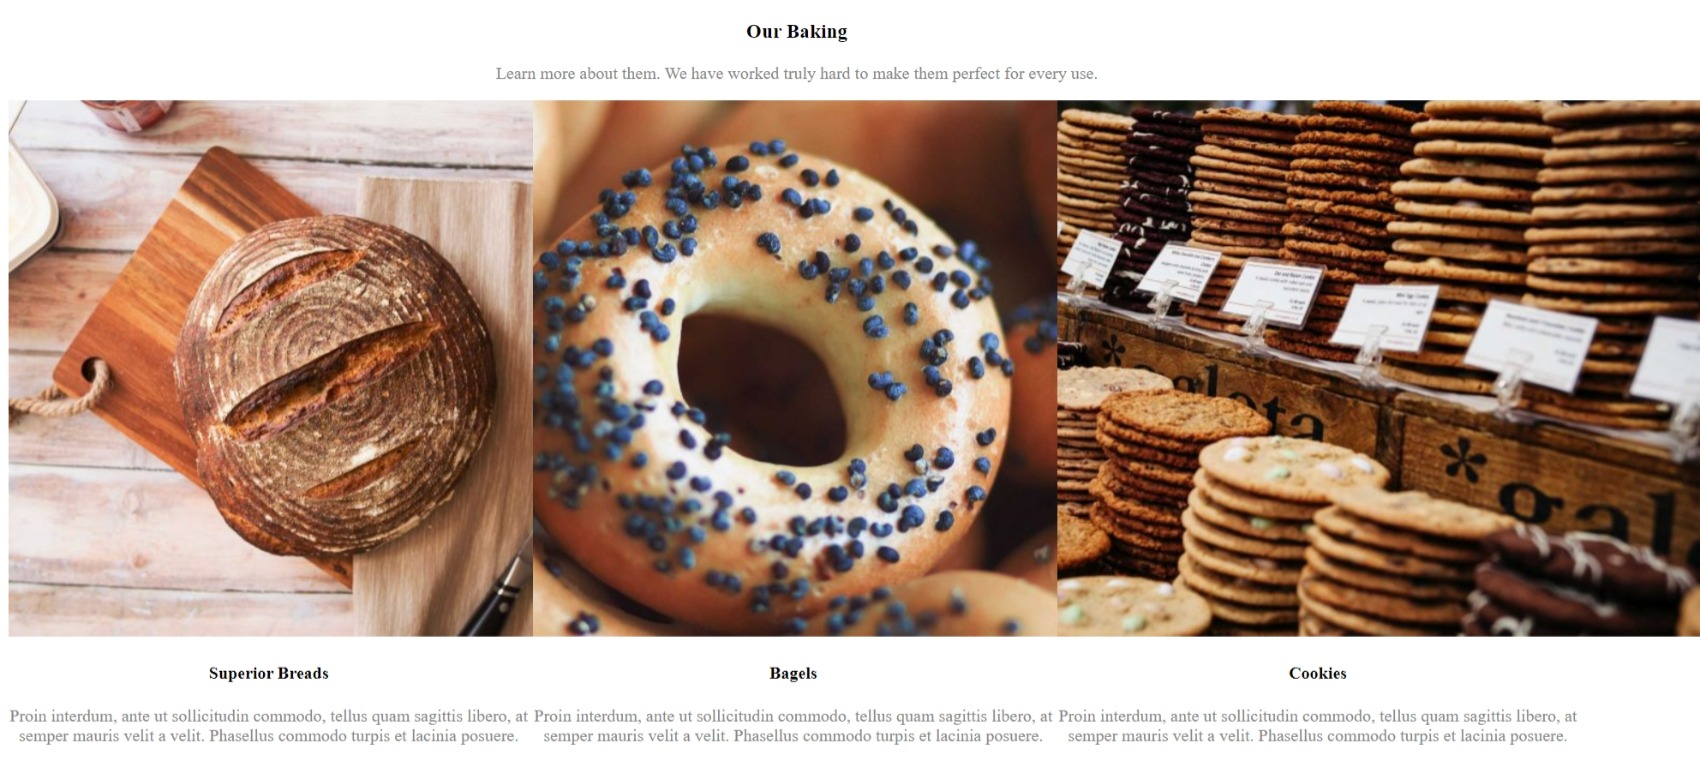 Our Baking
Learn more about them. We have worked truly hard to make them perfect for every use.
*galeta
*gal
Superior Breads
Proin interdum, ante ut sollicitudin commodo, tellus quam sagittis libero, at
semper mauris velit a velit. Phasellus commodo turpis et lacinia posuere.
Bagels
Proin interdum, ante ut sollicitudin commodo, tellus quam sagittis libero, at
semper mauris velit a velit. Phasellus commodo turpis et lacinia posuere.
Cookies
Proin interdum, ante ut sollicitudin commodo, tellus quam sagittis libero, at
semper mauris velit a velit. Phasellus commodo turpis et lacinia posuere.